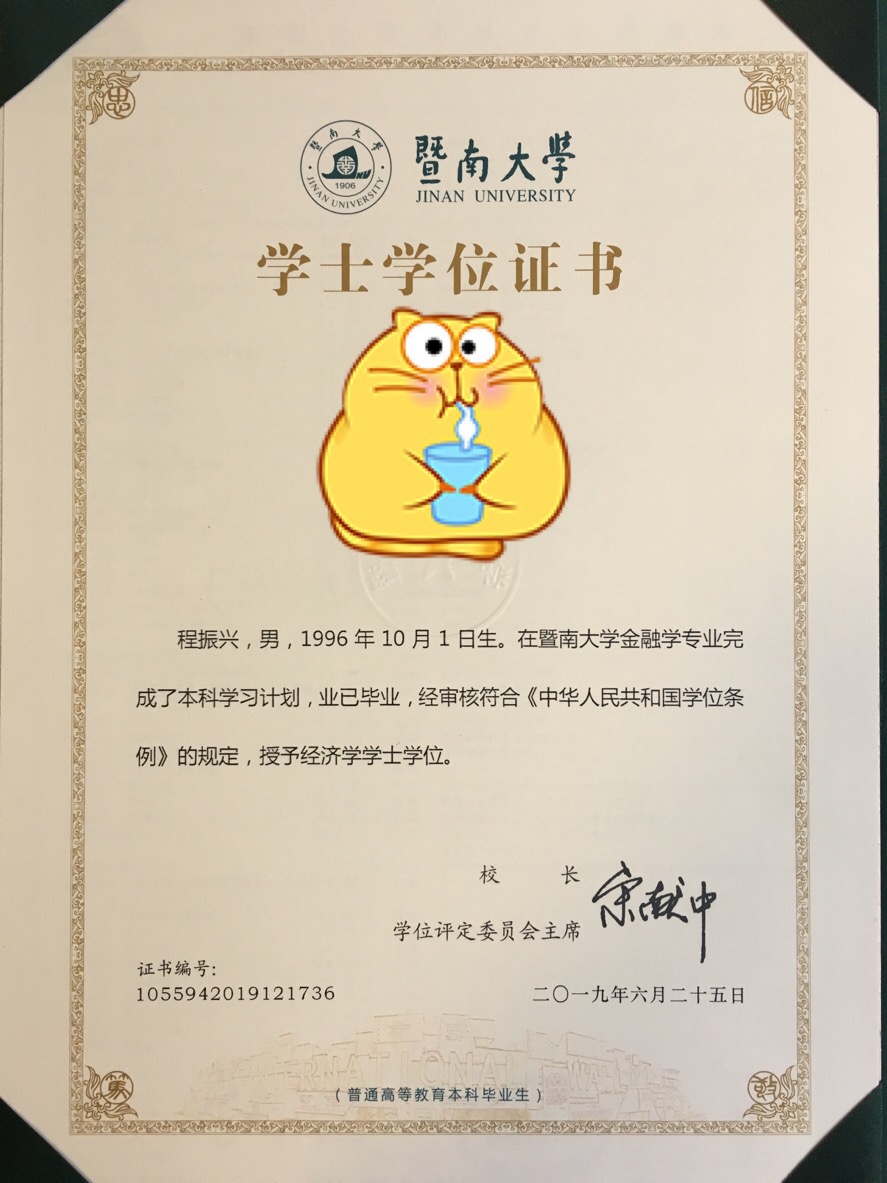 忠
信
暨南大學
JINAN UNIVERSITY
1906
暨南大學
JINAN UNIVERSITY
学士学位证书
程振兴，男，1996 年 10 月 1 日生。在暨南大学金融学专业完
成了本科学习计划，业已毕业，经审核符合《中华人民共和国学位条
例》的规定，授予经济学学士学位。
校 长
宋献中
学位评定委员会主席
证书编号：
1055942019121736
二〇一九年六月二十五日
INTERNATIONAL
（普通高等教育本科毕业生）
篤
敬